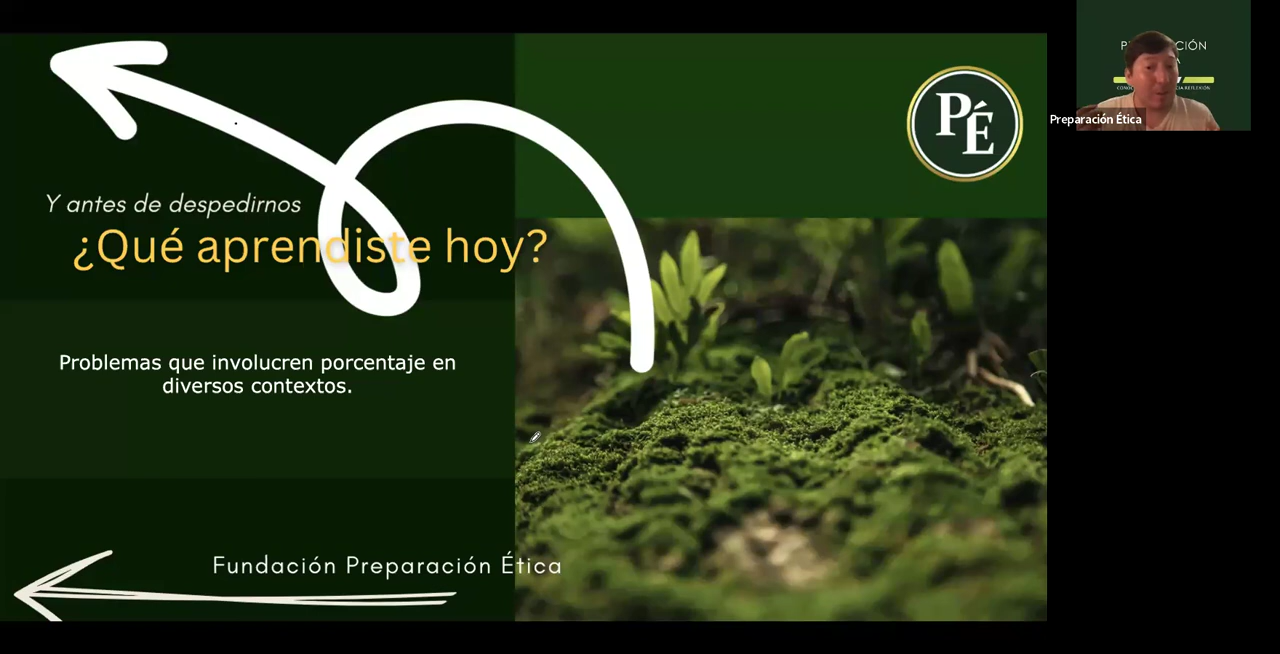 Y antes de despedirnos
¿Qué aprendiste hoy?
Problemas que involucren porcentaje en
diversos contextos.
Fundación Preparación Ética
PÉ
Preparación Ética